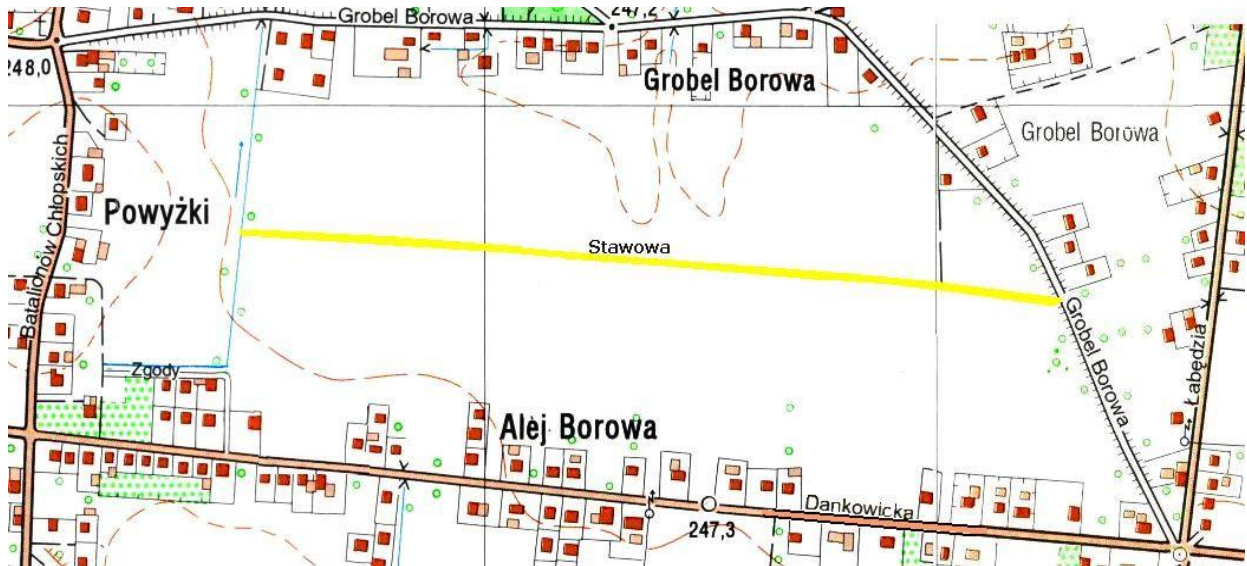 Grobel Borowa
247,2
248,0
Grobel Borowa
Grobel Borowa
Batalionów Chłopskich
Powyżki
Stawowa
Grobel Borowa
Łabędzia
Zgody
Alej Borowa
Dankowicka
247,3